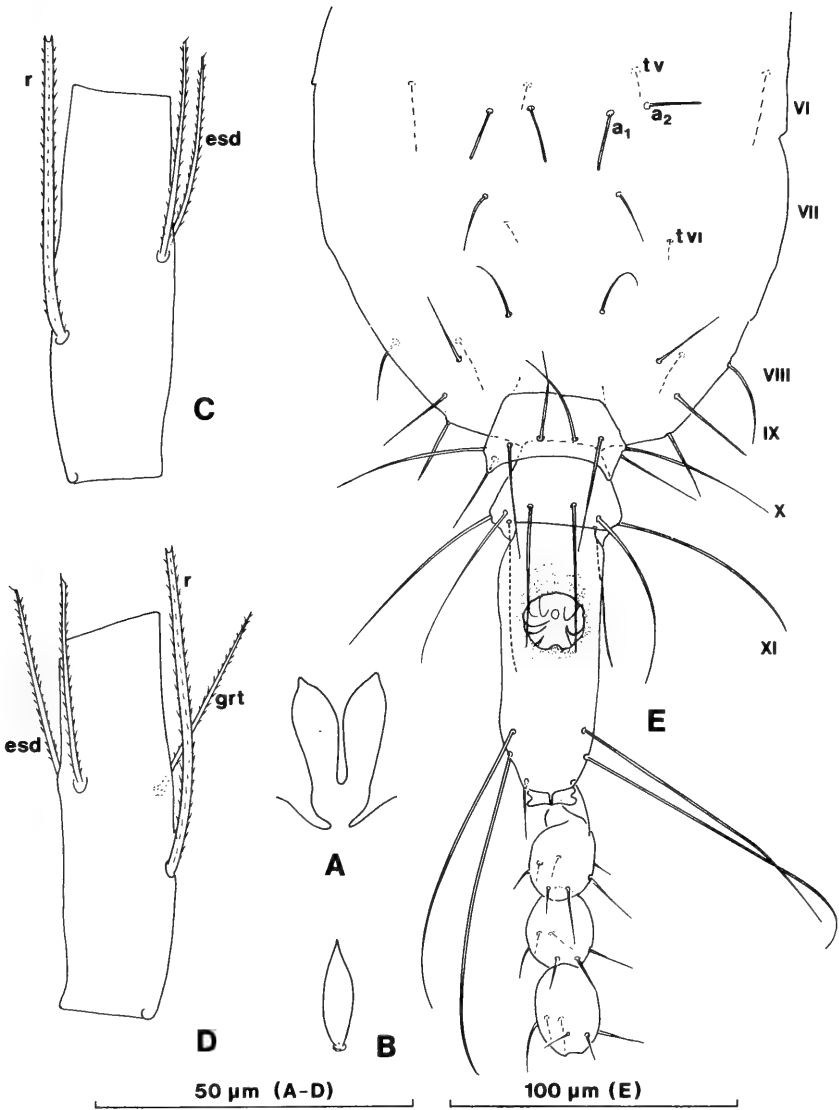 r
esd
C
tv
a2
a1
VI
VII
tVI
VIII
IX
X
XI
r
grt
esd
E
A
D
B
50 µm (A-D)
100 µm (E)